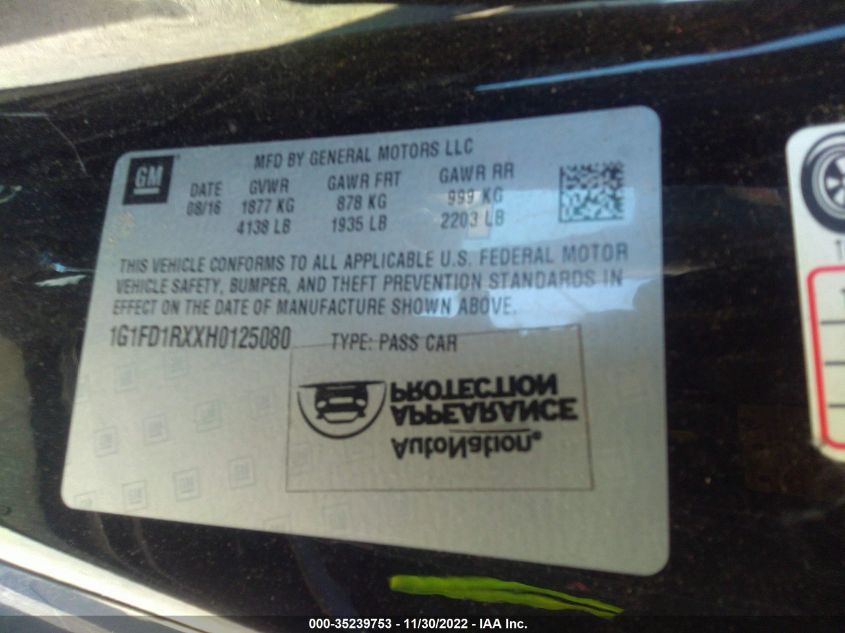 GM
MFD BY GENERAL MOTORS LLC
DATE GVWR GAWR FRT GAWR RR
08/16 1877 KG 878 KG 999 KG
4138 LB 1935 LB 2203 LB
THIS VEHICLE CONFORMS TO ALL APPLICABLE U.S. FEDERAL MOTOR
VEHICLE SAFETY, BUMPER, AND THEFT PREVENTION STANDARDS IN
EFFECT ON THE DATE OF MANUFACTURE SHOWN ABOVE.
1G1FD1RXXH0125080 TYPE: PASS CAR
PROTECTION
APPEARANCE
AutoNation®
000-35239753 - 11/30/2022 - IAA Inc.